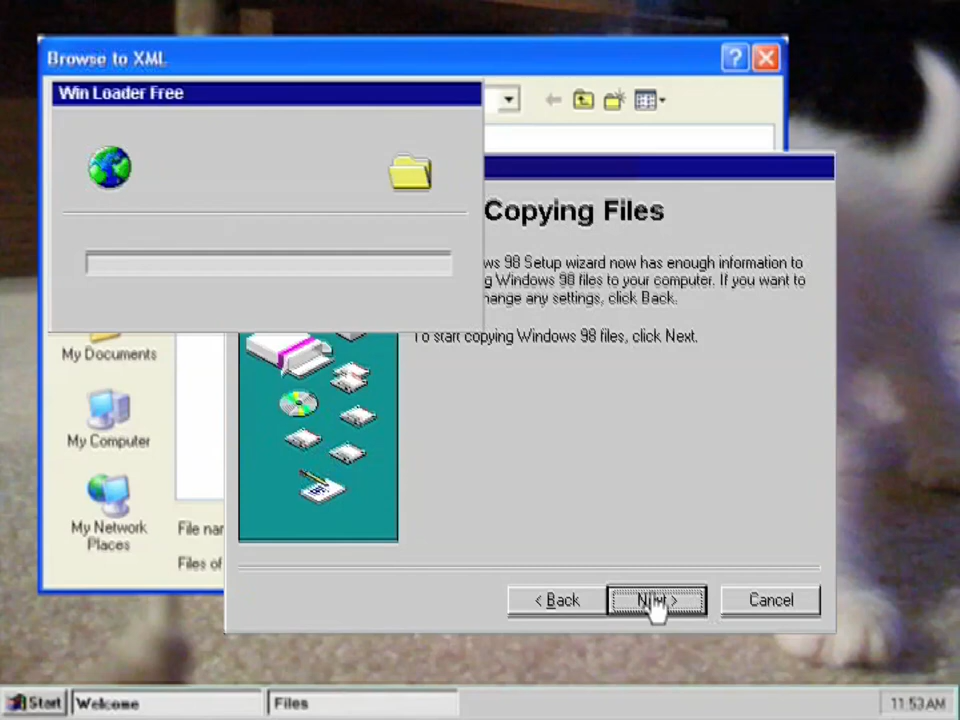 Browse to XML
Win Loader Free
Copying Files
ws 98 Setup wizard now has enough information to
g Windows 98 files to your computer. If you want to
hange any settings, click Back.
To start copying Windows 98 files, click Next.
My Documents
My Computer
My Network
Places
File nam
Files of
< Back
Next >
Cancel
Start
Welcome
Files
11:53 AM